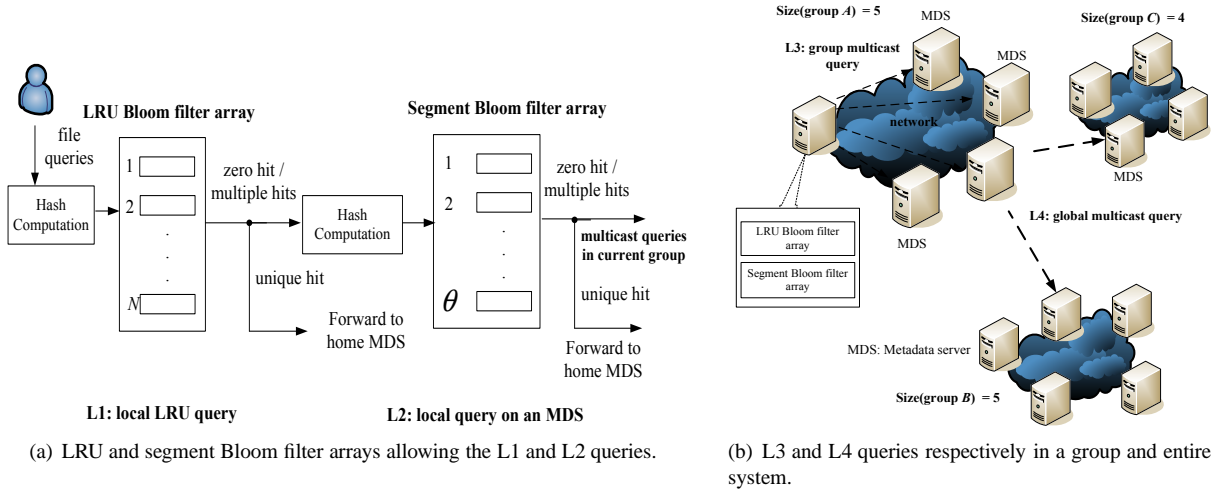 LRU Bloom filter array
file
queries
Hash
Computation
1
2
.
.
.
N
zero hit /
multiple hits
unique hit
Forward to
home MDS
Hash
Computation
Segment Bloom filter array
1
2
.
.
.
θ
zero hit /
multiple hits
multicast queries
in current group
unique hit
Forward to
home MDS
L1: local LRU query
L2: local query on an MDS
(a) LRU and segment Bloom filter arrays allowing the L1 and L2 queries.
Size(group A) = 5
MDS
Size(group C) = 4
L3: group multicast
query
MDS
MDS
network
MDS
MDS
L4: global multicast query
LRU Bloom filter
array
Segment Bloom filter
array
MDS: Metadata server
Size(group B) = 5
(b) L3 and L4 queries respectively in a group and entire
system.